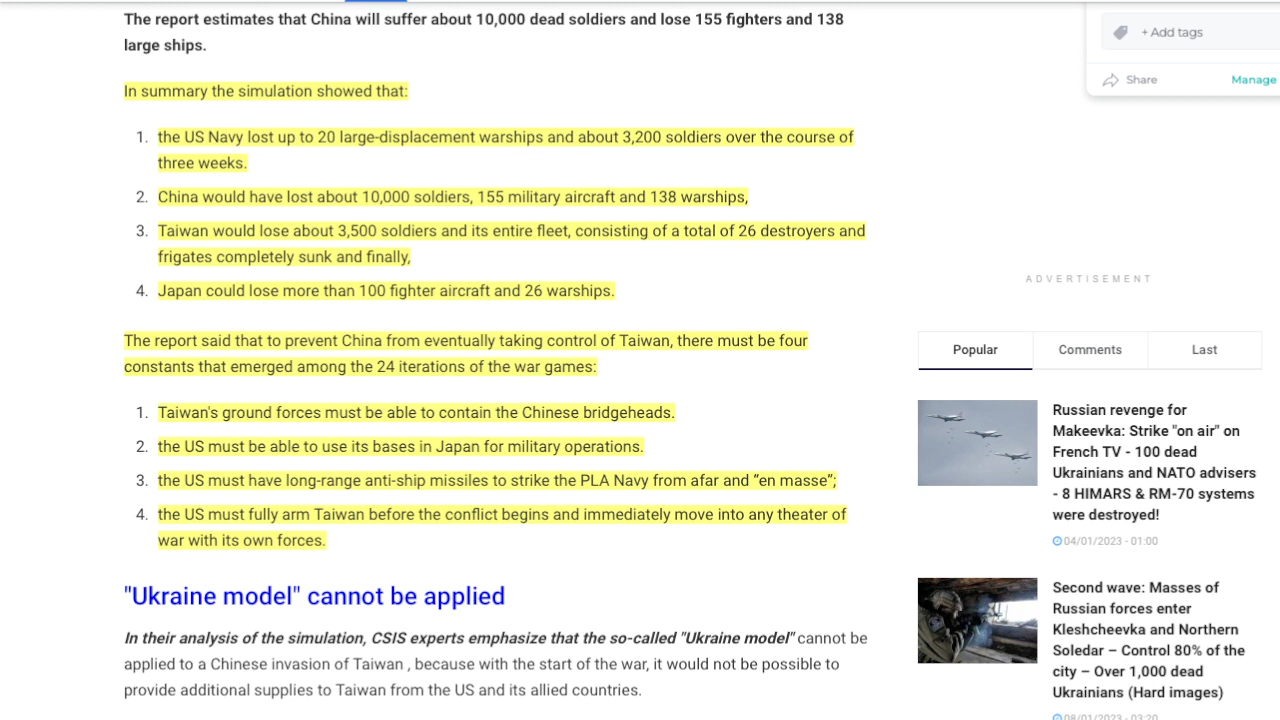 The report estimates that China will suffer about 10,000 dead soldiers and lose 155 fighters and 138
large ships.
In summary the simulation showed that:
1. the US Navy lost up to 20 large-displacement warships and about 3,200 soldiers over the course of
three weeks.
2. China would have lost about 10,000 soldiers, 155 military aircraft and 138 warships,
3. Taiwan would lose about 3,500 soldiers and its entire fleet, consisting of a total of 26 destroyers and
frigates completely sunk and finally,
4. Japan could lose more than 100 fighter aircraft and 26 warships.
The report said that to prevent China from eventually taking control of Taiwan, there must be four
constants that emerged among the 24 iterations of the war games:
1. Taiwan's ground forces must be able to contain the Chinese bridgeheads.
2. the US must be able to use its bases in Japan for military operations.
3. the US must have long-range anti-ship missiles to strike the PLA Navy from afar and “en masse”;
4. the US must fully arm Taiwan before the conflict begins and immediately move into any theater of
war with its own forces.
"Ukraine model" cannot be applied
In their analysis of the simulation, CSIS experts emphasize that the so-called "Ukraine model" cannot be
applied to a Chinese invasion of Taiwan , because with the start of the war, it would not be possible to
provide additional supplies to Taiwan from the US and its allied countries.
+ Add tags
Share Manage
ADVERTISEMENT
Popular Comments Last
Russian revenge for
Makeevka: Strike "on air" on
French TV - 100 dead
Ukrainians and NATO advisers
- 8 HIMARS & RM-70 systems
were destroyed!
04/01/2023 - 01:00
Second wave: Masses of
Russian forces enter
Kleshcheevka and Northern
Soledar – Control 80% of the
city – Over 1,000 dead
Ukrainians (Hard images)
08/01/2023 - 03:20